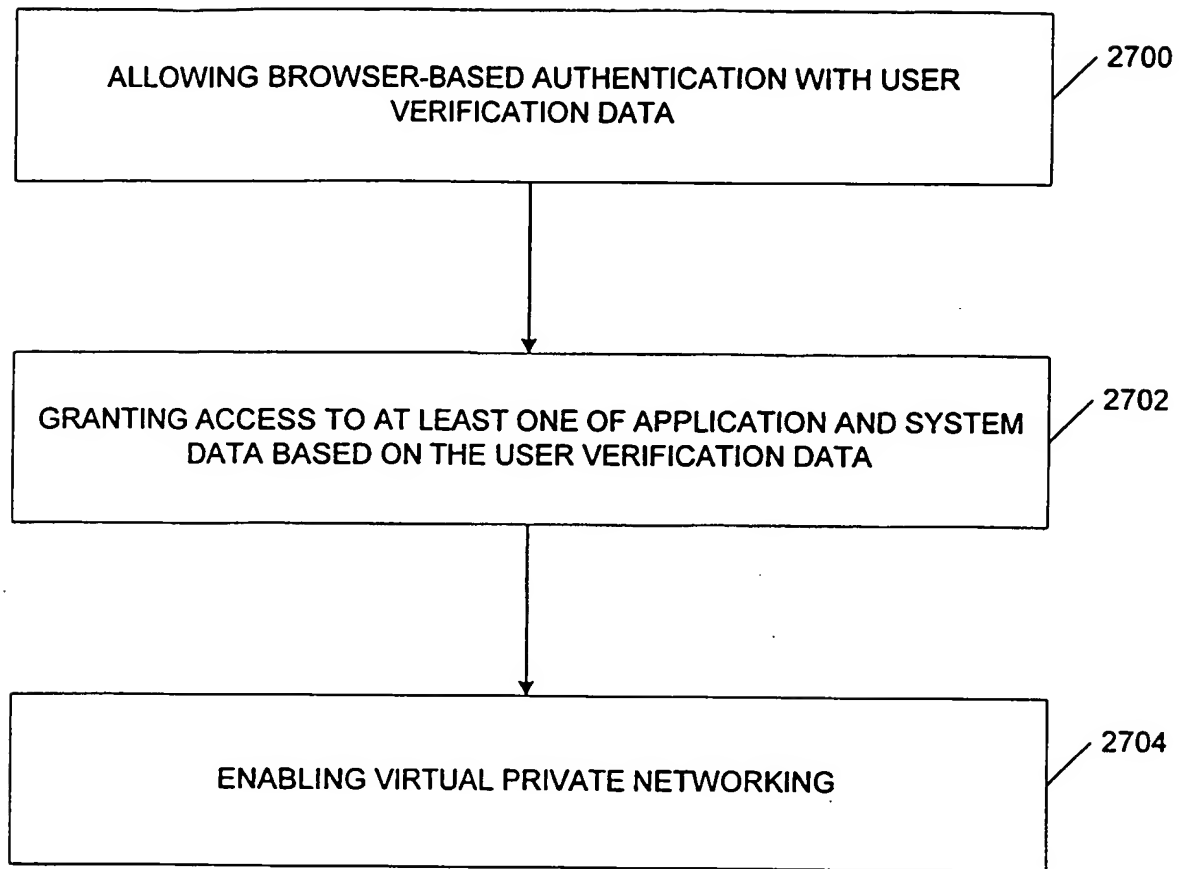 ALLOWING BROWSER-BASED AUTHENTICATION WITH USER
VERIFICATION DATA
2700
GRANTING ACCESS TO AT LEAST ONE OF APPLICATION AND SYSTEM
DATA BASED ON THE USER VERIFICATION DATA
2702
ENABLING VIRTUAL PRIVATE NETWORKING
2704